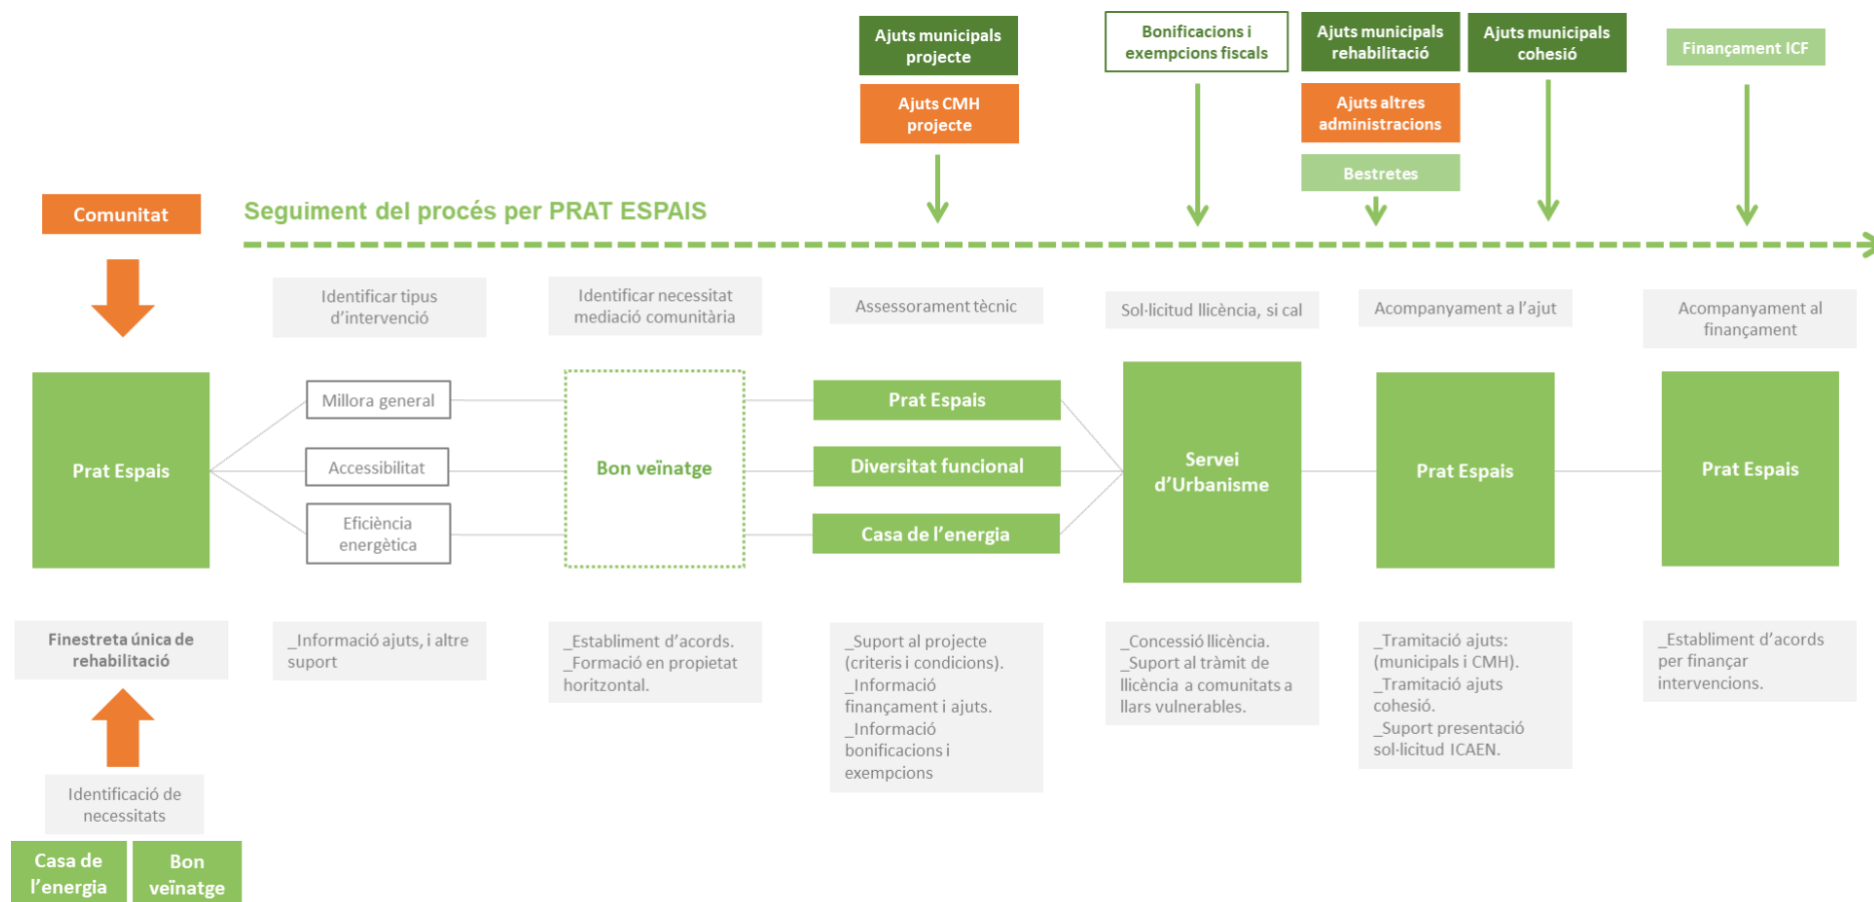 Ajuts municipals
projecte
Ajuts CMH
projecte
Bonificacions i
exempcions fiscals
Ajuts municipals
rehabilitació
Ajuts altres
administracions
Bestretes
Ajuts municipals
cohesió
Finançament ICF
Comunitat
Seguiment del procés per PRAT ESPAIS
Identificar tipus
d'intervenció
Identificar necessitat
mediació comunitària
Assessorament tècnic
Sol·licitud llicència, si cal
Acompanyament a l'ajut
Acompanyament al
finançament
Prat Espais
Millora general
Accessibilitat
Eficiència
energètica
Bon veïnatge
Prat Espais
Diversitat funcional
Casa de l'energia
Servei
d'Urbanisme
Prat Espais
Prat Espais
Finestreta única de
rehabilitació
_Informació ajuts, i altre
suport
_Establiment d'acords.
_Formació en propietat
horitzontal.
_Suport al projecte
(criteris i condicions).
_Informació
finançament i ajuts.
_Informació
bonificacions i
exempcions
_Concessió llicència.
_Suport al tràmit de
llicència a comunitats a
llars vulnerables.
_Tramitació ajuts:
(municipals i CMH).
_Tramitació ajuts
cohesió.
_Suport presentació
sol·licitud ICAEN.
_Establiment d'acords
per finançar
intervencions.
Identificació de
necessitats
Casa de
l'energia
Bon
veïnatge